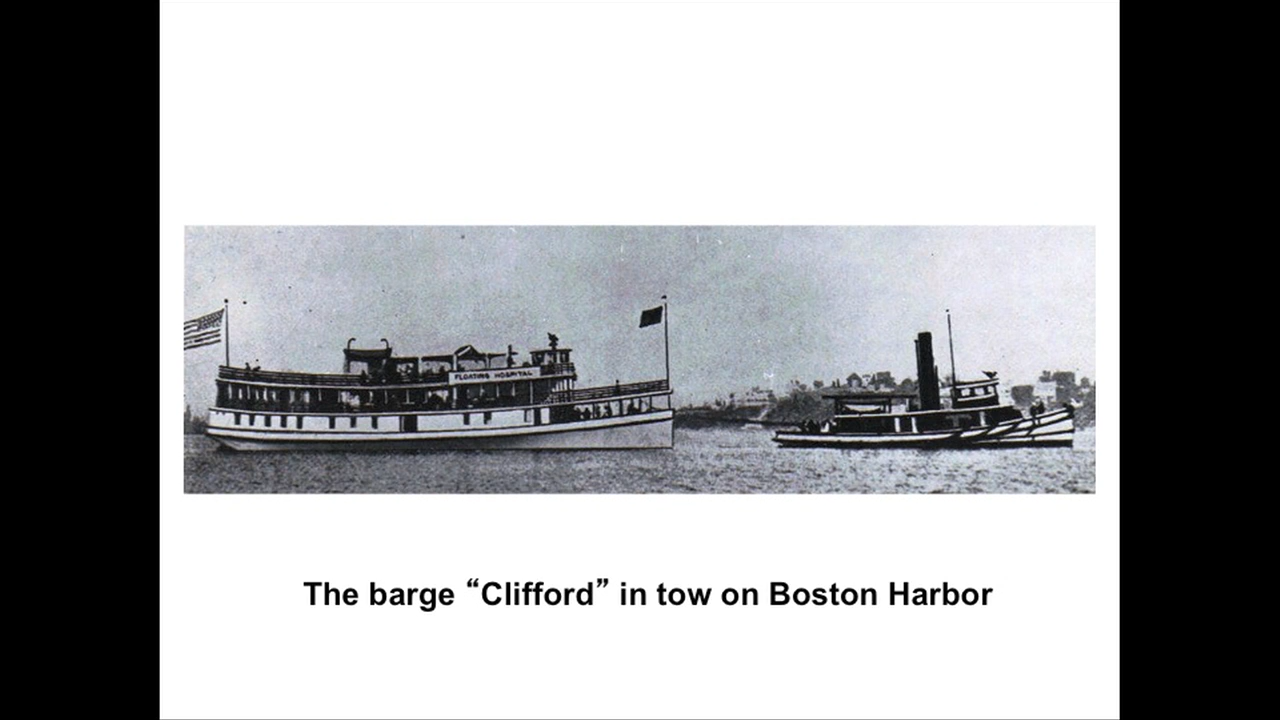 FLOATING HOSPITAL
The barge “Clifford” in tow on Boston Harbor